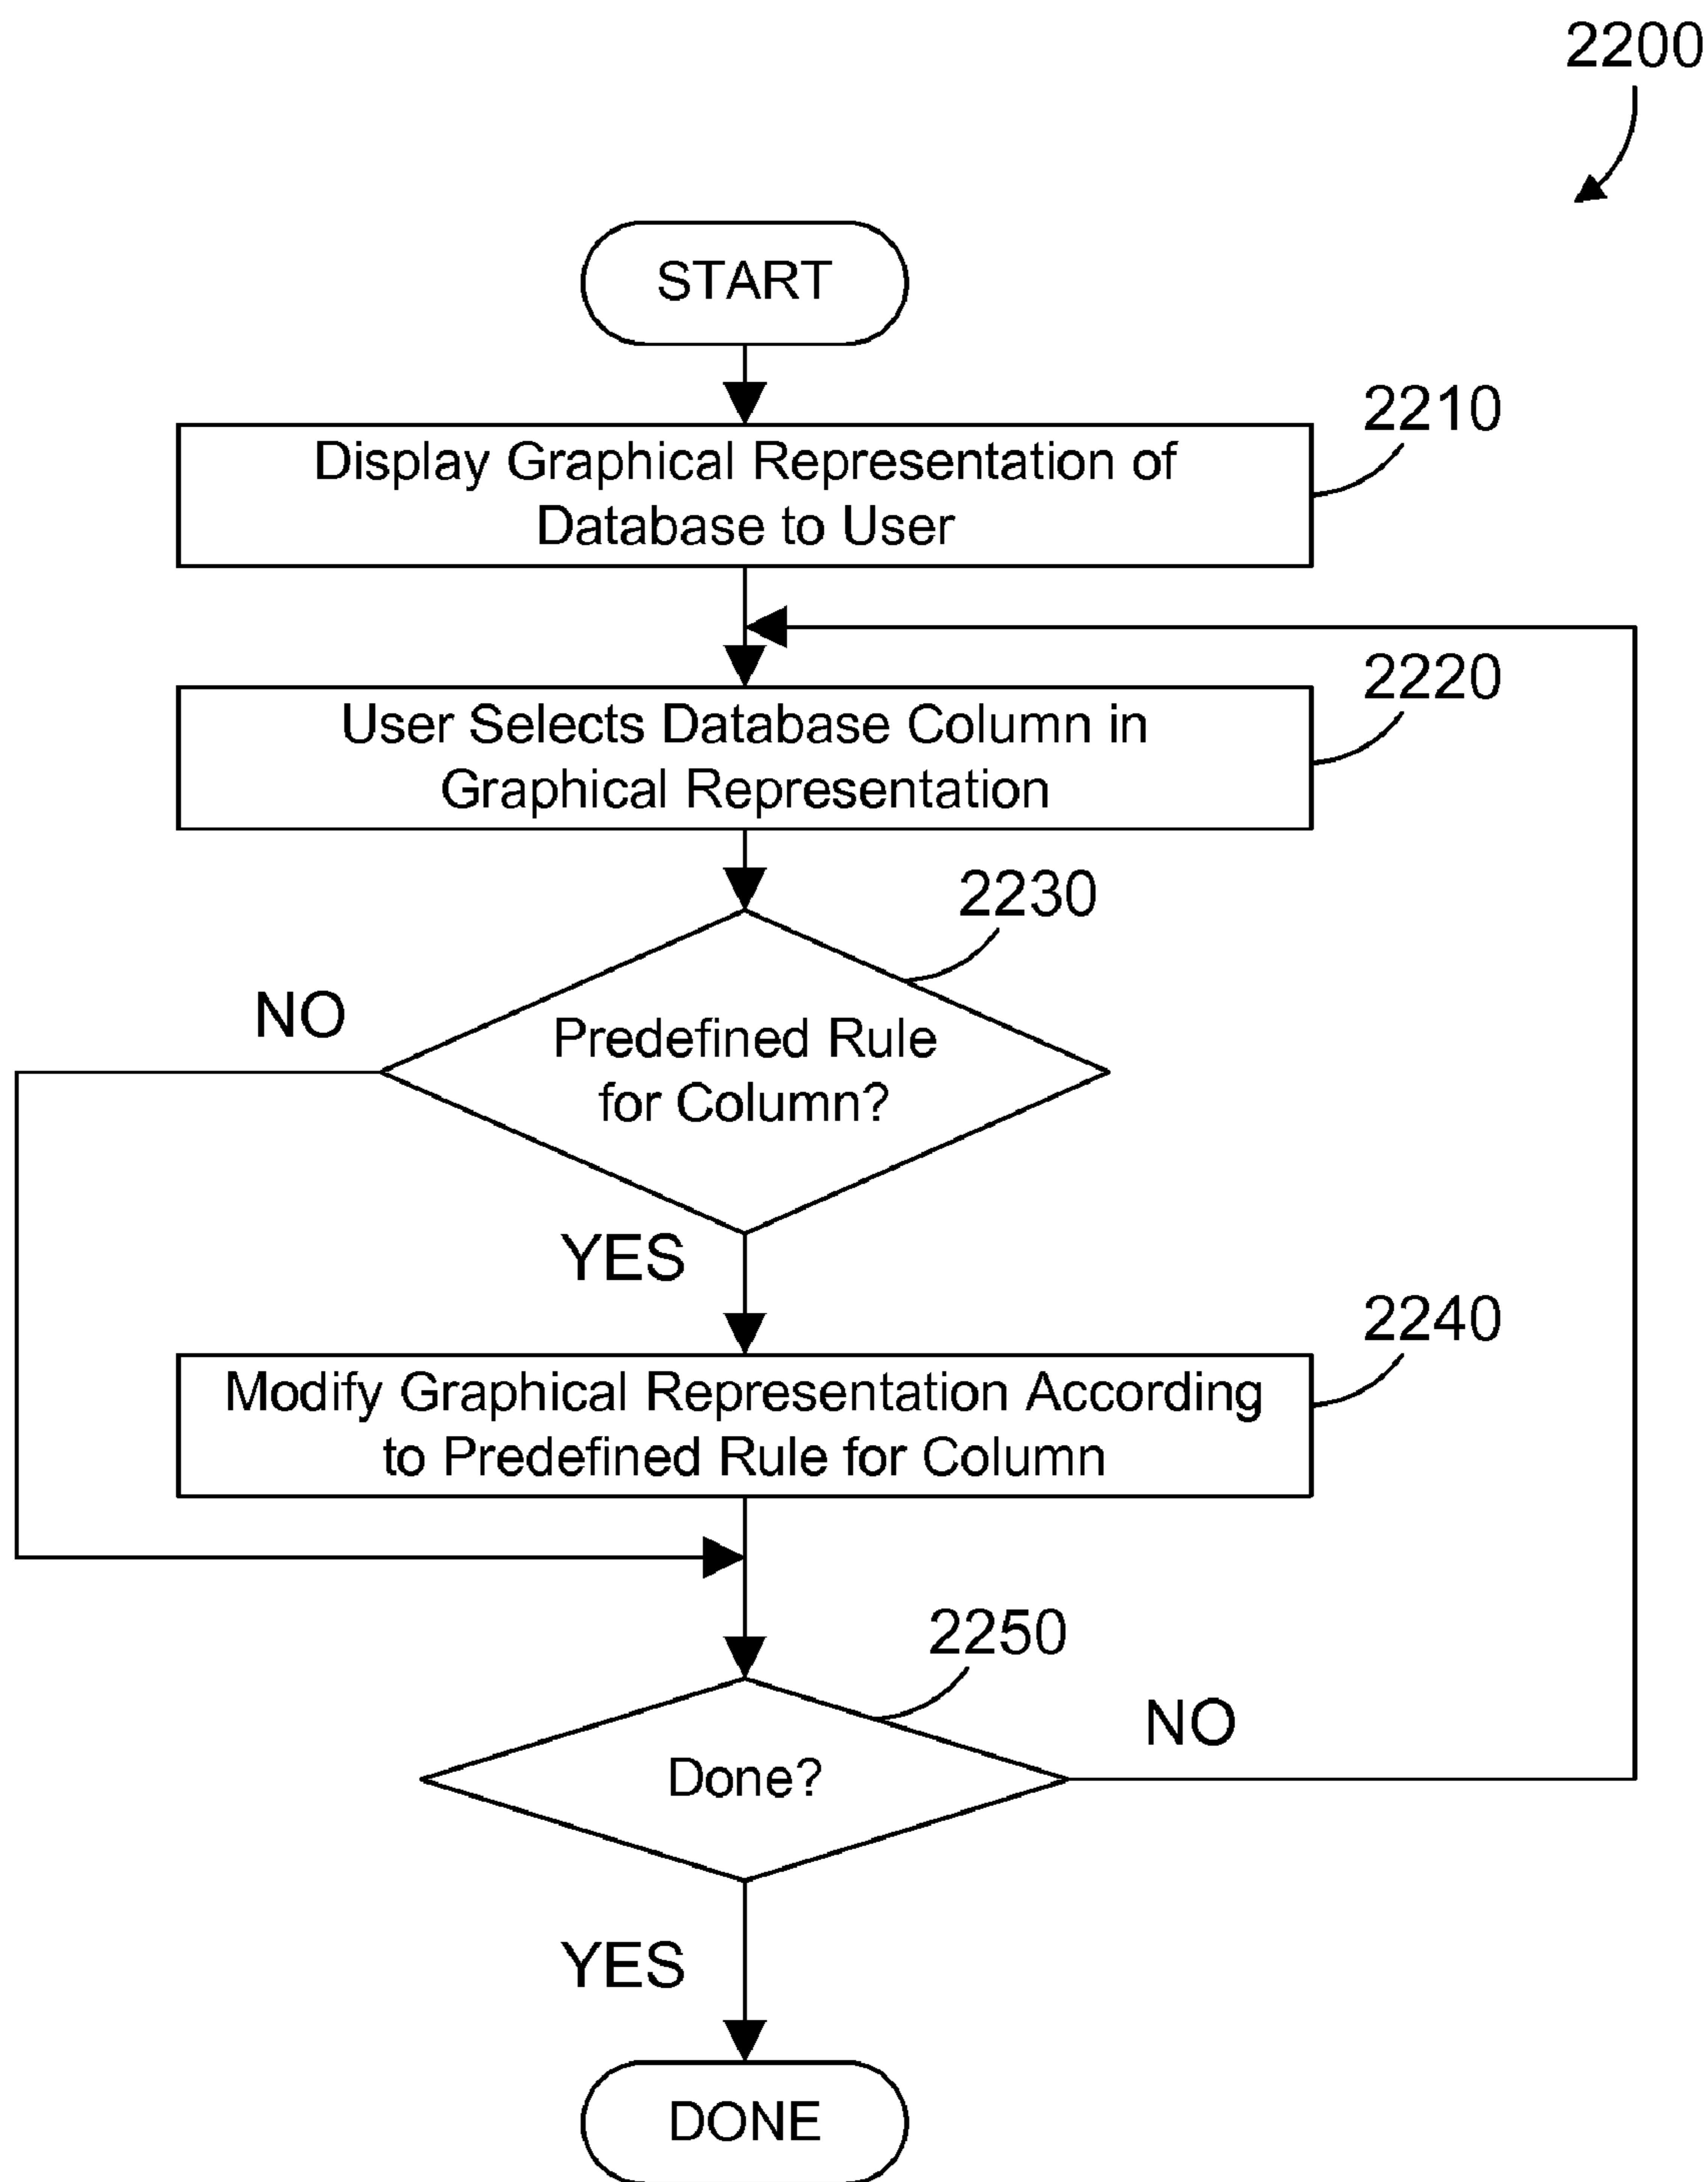 2200
START
2210
Display Graphical Representation of
Database to User
2220
User Selects Database Column in
Graphical Representation
2230
NO
Predefined Rule
for Column?
YES
2240
Modify Graphical Representation According
to Predefined Rule for Column
2250
NO
Done?
YES
DONE